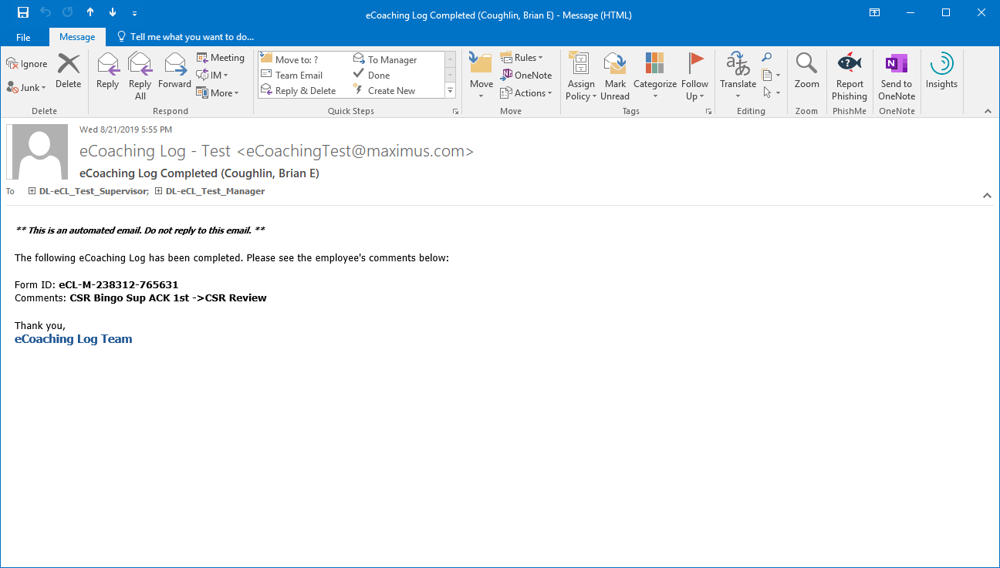 eCoaching Log Completed (Coughlin, Brian E) - Message (HTML)
File Message Tell me what you want to do...
Ignore
Junk
Delete
Reply
Reply All
Forward
Meeting
IM
More
Move to: ?
Team Email
Reply & Delete
To Manager
Done
Create New
Move
Rules
OneNote
Actions
Assign Policy
Mark Unread
Categorize
Follow Up
Translate
Zoom
Report Phishing
Send to OneNote
Insights
Delete Respond Quick Steps Move Tags Editing Zoom PhishMe OneNote
Wed 8/21/2019 5:55 PM
eCoaching Log - Test <eCoachingTest@maximus.com>
eCoaching Log Completed (Coughlin, Brian E)
To DL-eCL_Test_Supervisor; DL-eCL_Test_Manager
** This is an automated email. Do not reply to this email. **
The following eCoaching Log has been completed. Please see the employee's comments below:
Form ID: eCL-M-238312-765631
Comments: CSR Bingo Sup ACK 1st ->CSR Review
Thank you,
eCoaching Log Team